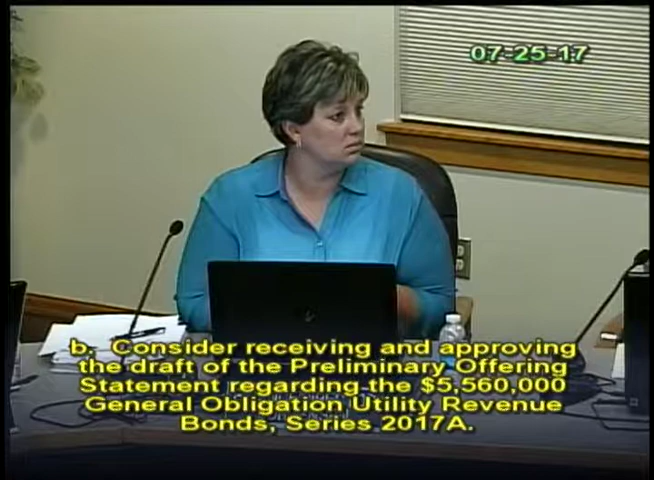 07-25-17
b. Consider receiving and approving
the draft of the Preliminary Offering
Statement regarding the $5,560,000
General Obligation Utility Revenue
Bonds, Series 2017A.